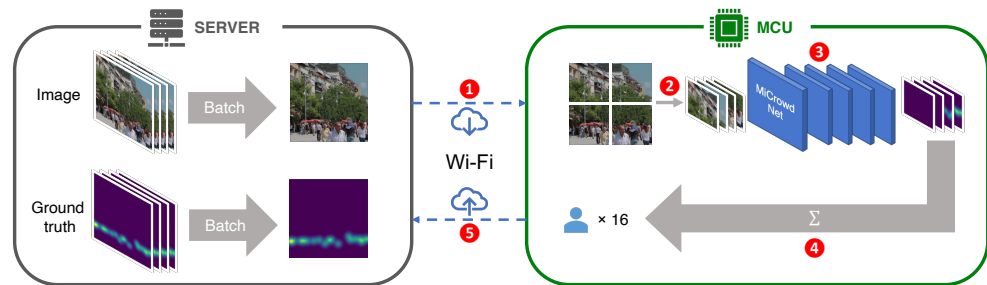 SERVER
MCU
Image
Batch
1
2
3
MiCrowd
Net
Wi-Fi
Ground
truth
Batch
5
× 16
Σ
4